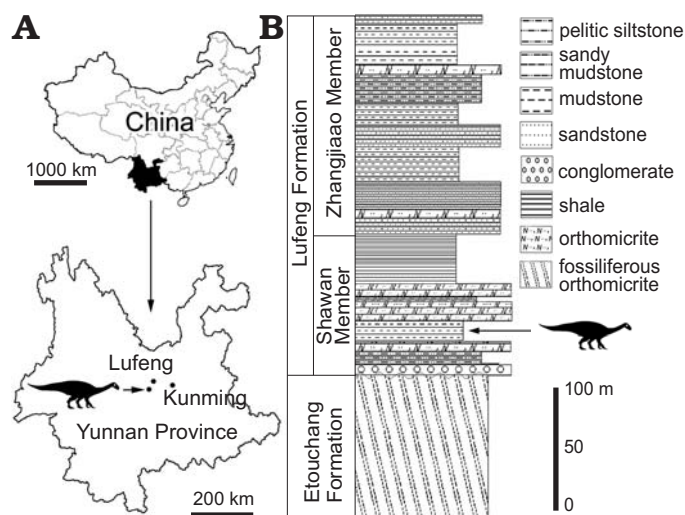 A
China
1000 km
Lufeng
Kunming
Yunnan Province
200 km
B
Lufeng Formation
Zhangjiaao Member
Shawan
Member
Etouchang
Formation
pelitic siltstone
sandy
mudstone
mudstone
sandstone
conglomerate
shale
orthomicrite
fossiliferous
orthomicrite
100 m
50
0